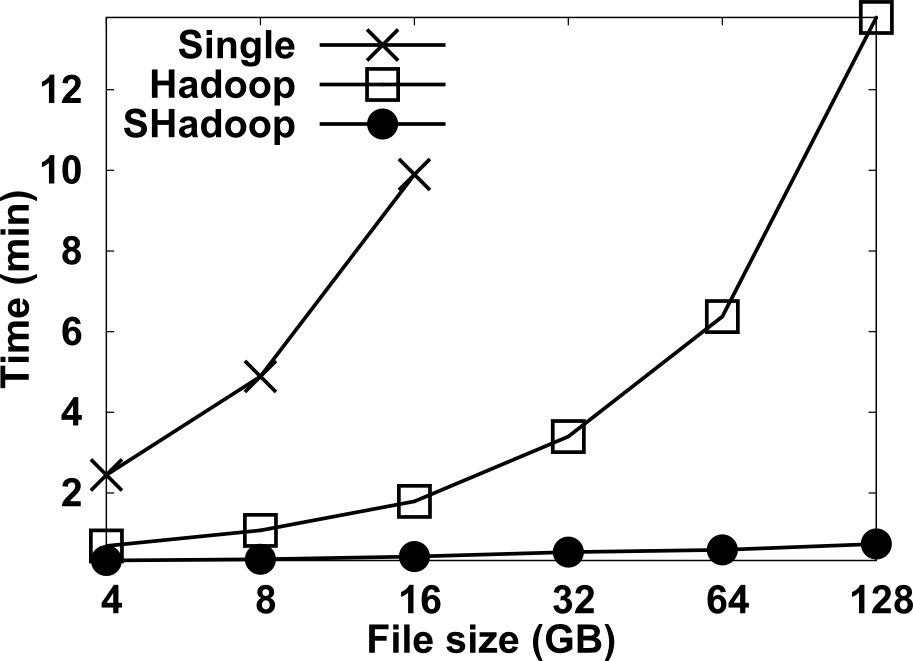 Single
Hadoop
SHadoop
Time (min)
12
10
8
6
4
2
4 8 16 32 64 128
File size (GB)